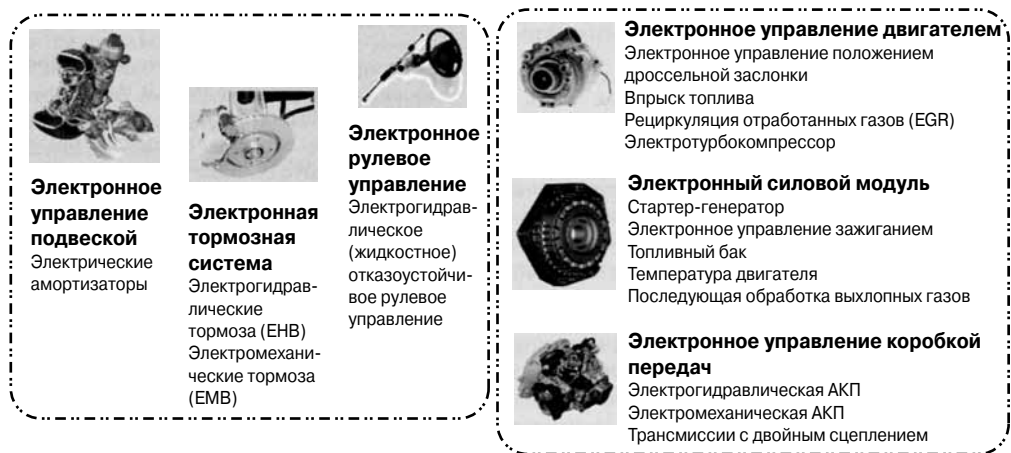 Электронное
управление
подвеской
Электрические
амортизаторы
Электронная
тормозная
система
Электрогидрав-
лические
тормоза (EHB)
Электромехани-
ческие тормоза
(EMB)
Электронное
рулевое
управление
Электрогидрав-
лическое
(жидкостное)
отказоустойчи-
вое рулевое
управление
Электронное управление двигателем
Электронное управление положением
дроссельной заслонки
Впрыск топлива
Рециркуляция отработанных газов (EGR)
Электротурбокомпрессор
Электронный силовой модуль
Стартер-генератор
Электронное управление зажиганием
Топливный бак
Температура двигателя
Последующая обработка выхлопных газов
Электронное управление коробкой
передач
Электрогидравлическая АКП
Электромеханическая АКП
Трансмиссии с двойным сцеплением